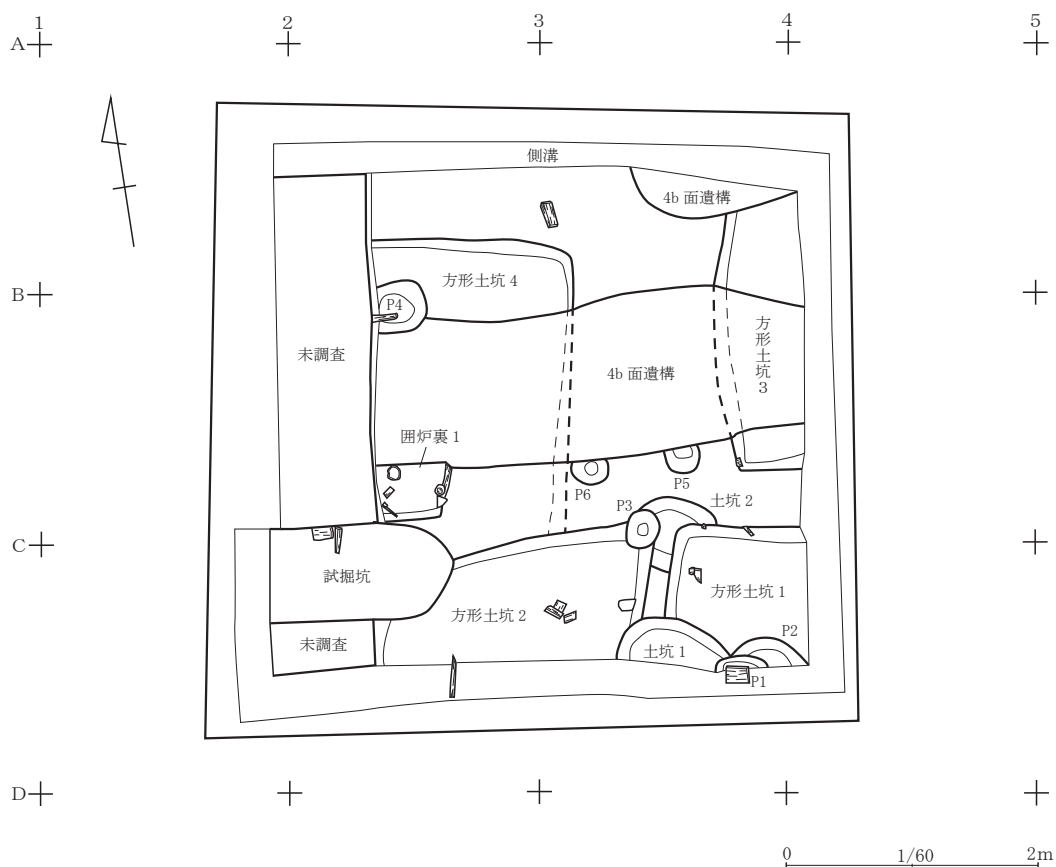 1 2 3 4 5
A
側溝
4b 面遺構
方形土坑 4
B
P4
方形土坑3
未調査
4b 面遺構
囲炉裏 1
P6
P5
P3
土坑 2
C
試掘坑
方形土坑 1
方形土坑 2
P2
未調査
土坑 1
P1
D
0 1/60 2m